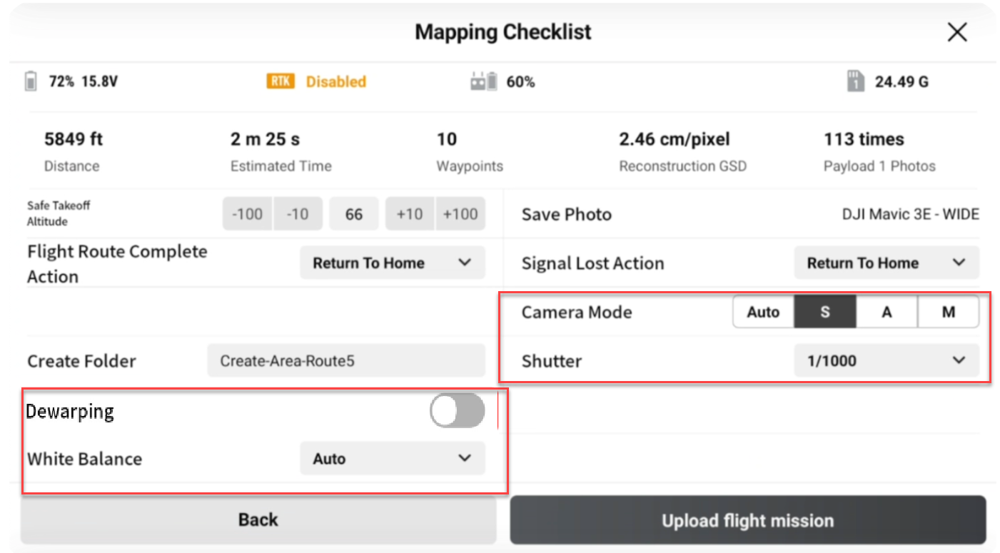 Mapping Checklist
72% 15.8V RTK Disabled 60% 1 24.49 G
5849 ft 2 m 25 s 10 2.46 cm/pixel 113 times
Distance Estimated Time Waypoints Reconstruction GSD Payload 1 Photos
Safe Takeoff
Altitude
-100 -10 66 +10 +100
Save Photo DJI Mavic 3E - WIDE
Flight Route Complete
Action
Return To Home
Signal Lost Action Return To Home
Camera Mode Auto S A M
Create Folder Create-Area-Route5
Shutter 1/1000
Dewarping
White Balance Auto
Back Upload flight mission